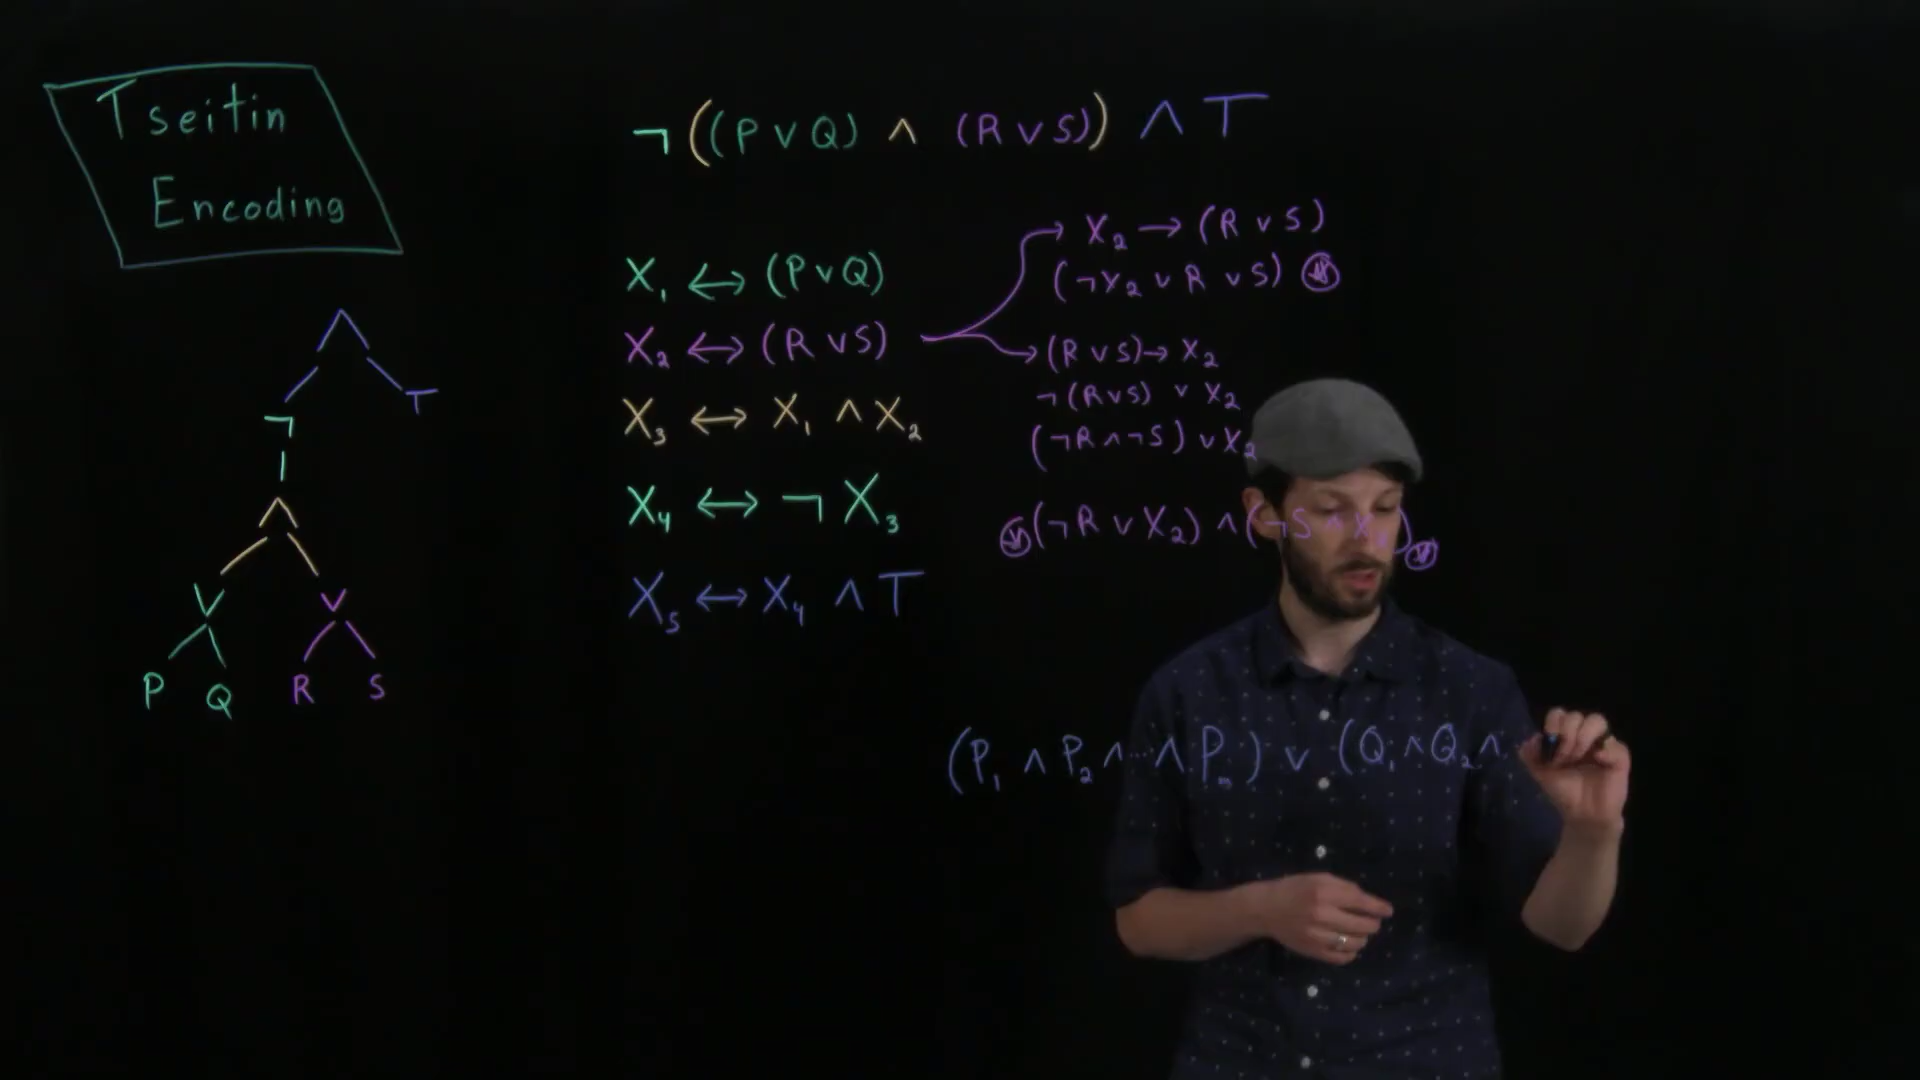 Tseitin
Encoding
¬((P ∨ Q) ∧ (R ∨ S)) ∧ T
X₁ ↔ (P ∨ Q)
X₂ ↔ (R ∨ S)
X₃ ↔ X₁ ∧ X₂
X₄ ↔ ¬X₃
X₅ ↔ X₄ ∧ T
X₂ → (R ∨ S)
(¬X₂ ∨ R ∨ S)
(R ∨ S) → X₂
¬(R ∨ S) ∨ X₂
(¬R ∧ ¬S) ∨ X₂
(¬R ∨ X₂) ∧ (¬S ∧ X₂)
∧
¬ T
∧
∨ ∨
P Q R S
(P₁ ∧ P₂ ∧ ... ∧ Pₘ) ∨ (Q₁ ∧ Q₂ ∧